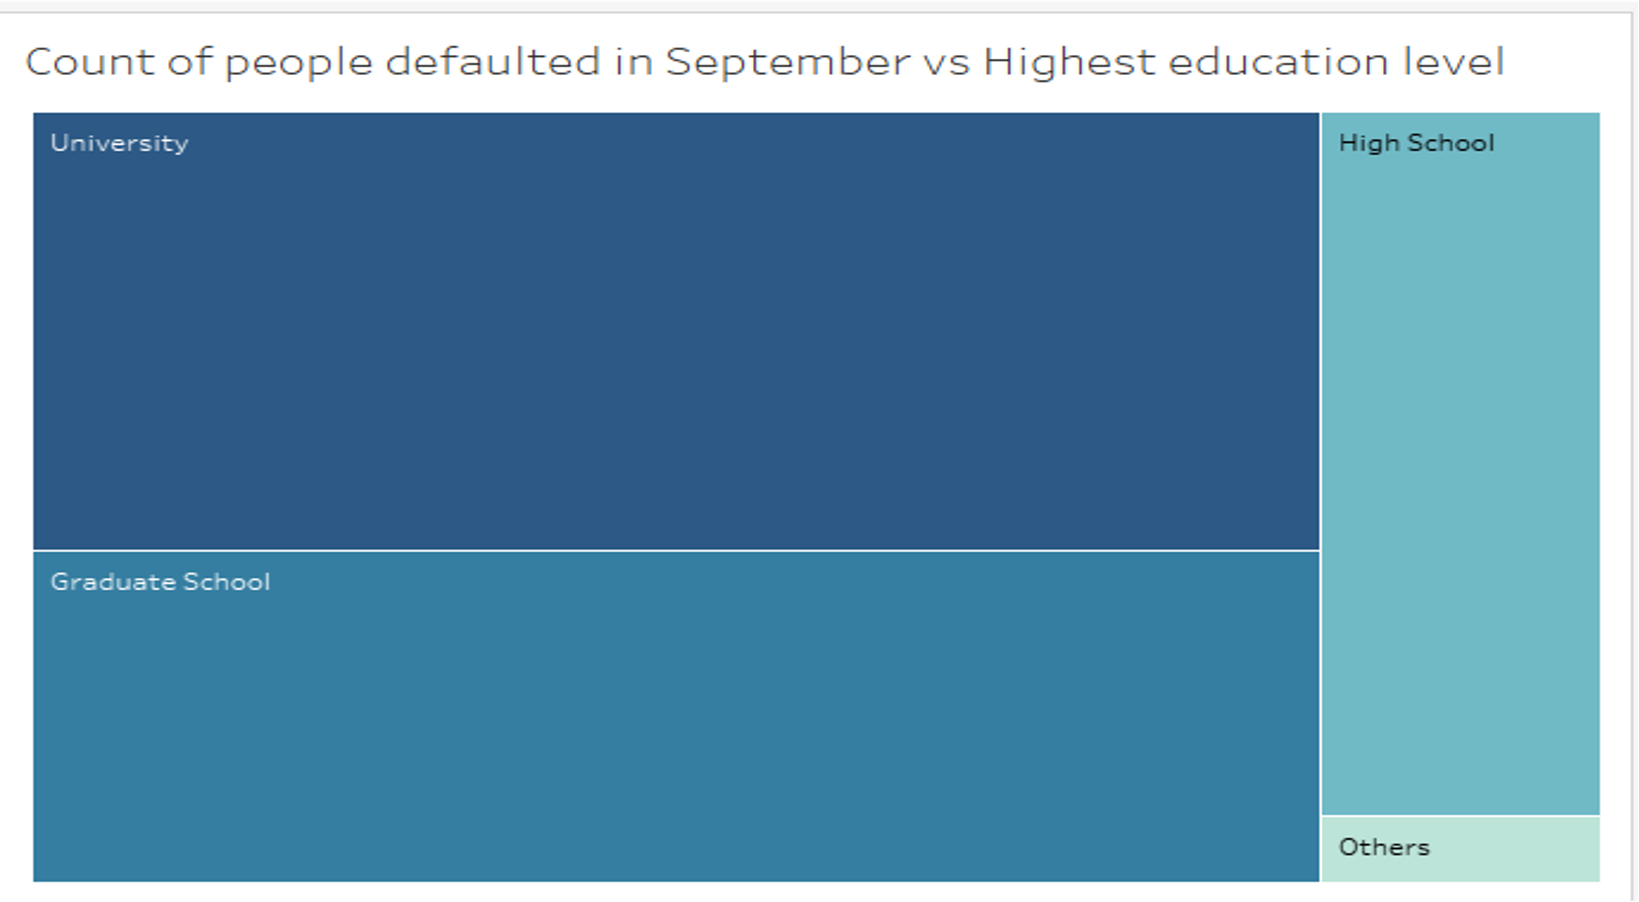 Count of people defaulted in September vs Highest education level
University
High School
Graduate School
Others